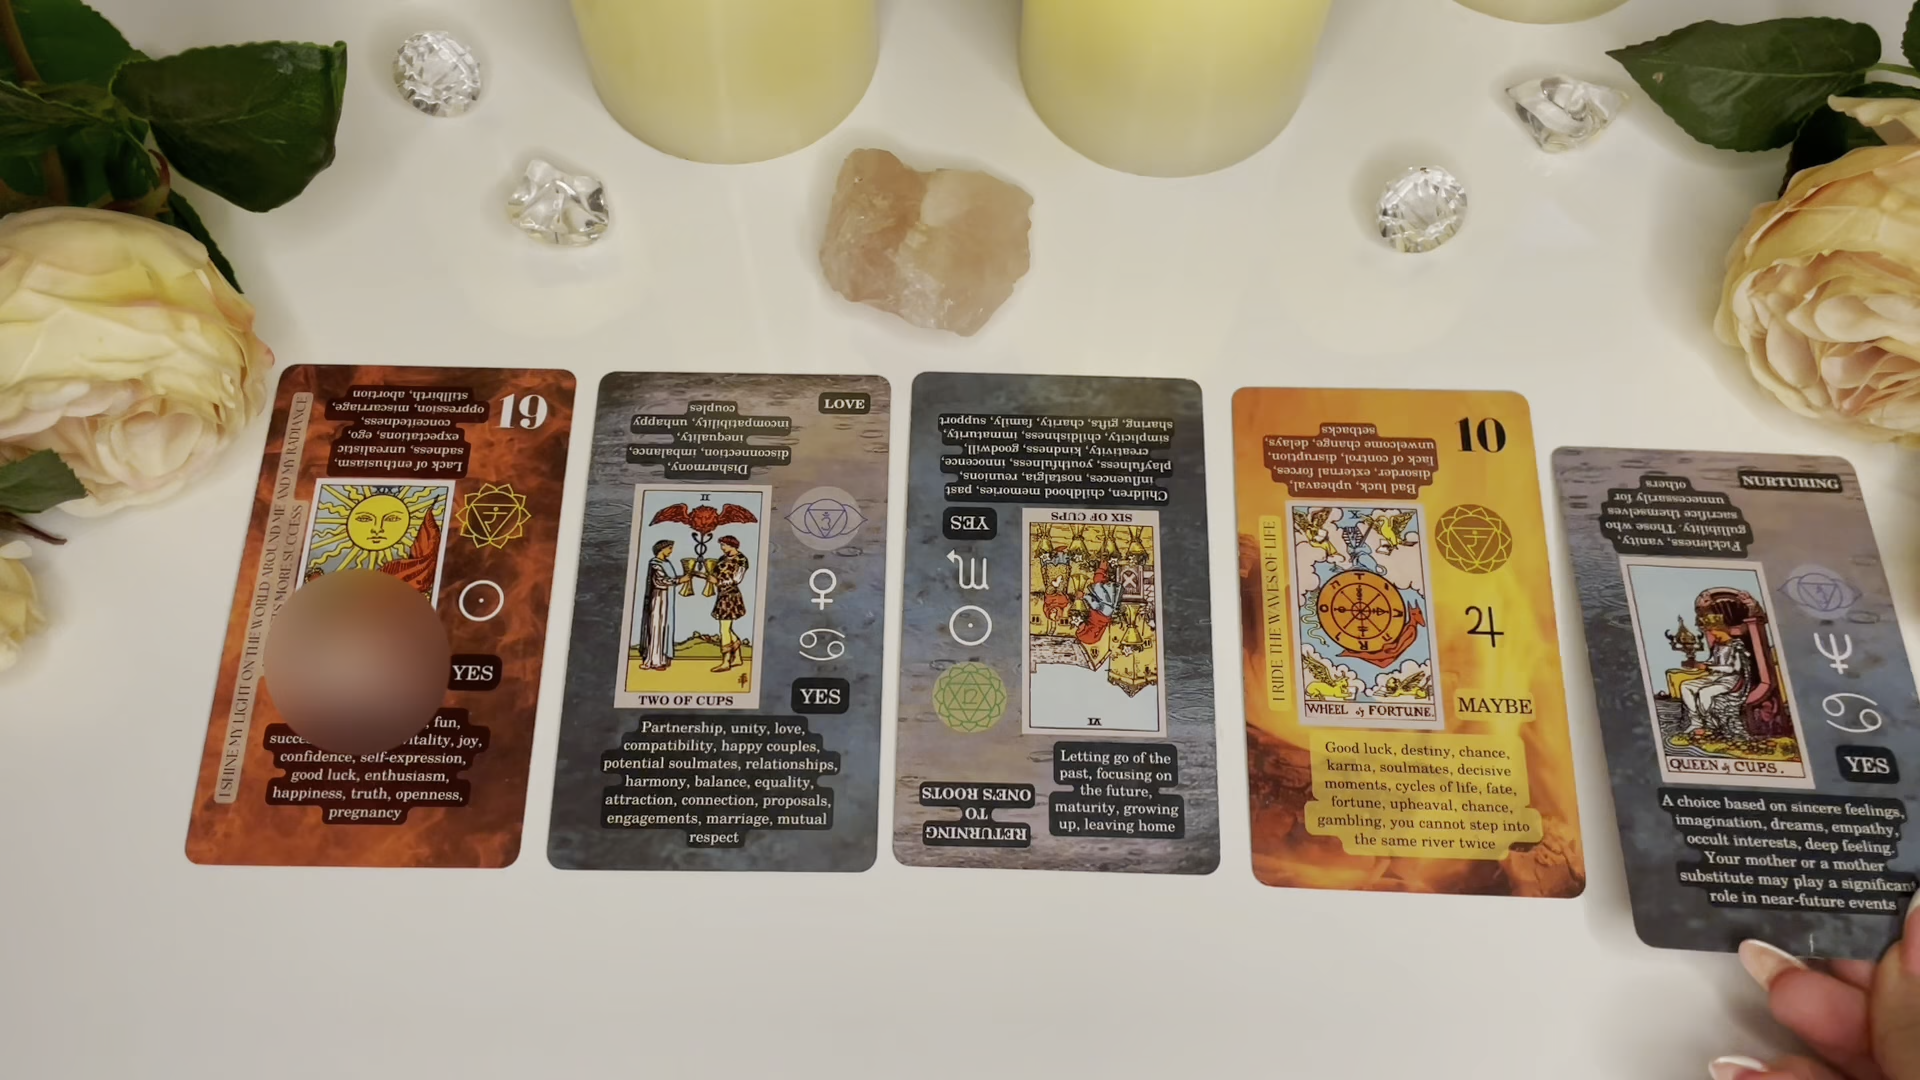 19
Lack of enthusiasm,
sadness, unrealistic
expectations, ego,
conceitedness,
oppression, miscarriage,
stillbirth, abortion
I SHINE MY LIGHT ON THE WORLD AROUND ME AND MY RADIANCE
MORE SUCCESS
YES
fun,
vitality, joy,
confidence, self-expression,
good luck, enthusiasm,
happiness, truth, openness,
pregnancy
LOVE
Disharmony,
disconnection, imbalance,
inequality,
incompatibility, unhappy
couples
II
TWO OF CUPS
YES
Partnership, unity, love,
compatibility, happy couples,
potential soulmates, relationships,
harmony, balance, equality,
attraction, connection, proposals,
engagements, marriage, mutual
respect
Children, childhood memories, past
influences, nostalgia, reunions,
playfulness, youthfulness, innocence,
creativity, kindness, goodwill,
simplicity, childishness, immaturity,
sharing, gifts, charity, family, support
YES
SIX OF CUPS
VI
RETURNING
TO
ONE'S ROOTS
Letting go of the
past, focusing on
the future,
maturity, growing
up, leaving home
10
Bad luck, upheaval,
disorder, external forces,
lack of control, disruption,
unwelcome change, delays,
setbacks
I RIDE THE WAVES OF LIFE
X
WHEEL of FORTUNE.
MAYBE
Good luck, destiny, chance,
karma, soulmates, decisive
moments, cycles of life, fate,
fortune, upheaval, chance,
gambling, you cannot step into
the same river twice
NURTURING
Fickleness, vanity,
gullibility. Those who
sacrifice themselves
unnecessarily for
others
QUEEN of CUPS.
YES
A choice based on sincere feelings,
imagination, dreams, empathy,
occult interests, deep feeling.
Your mother or a mother
substitute may play a significant
role in near-future events